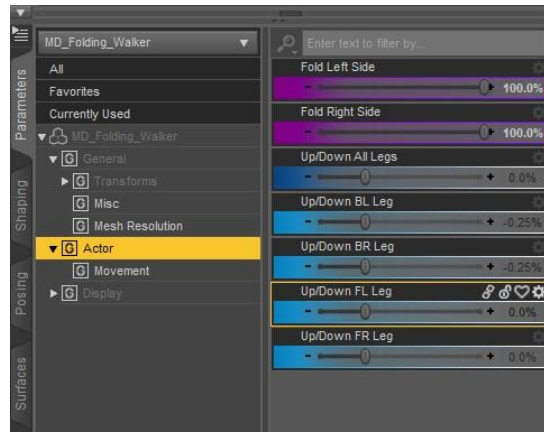 MD_Folding_Walker
All
Favorites
Currently Used
MD_Folding_Walker
G General
G Transforms
G Misc
G Mesh Resolution
G Actor
G Movement
G Display
Parameters
Shaping
Posing
Surfaces
Enter text to filter by...
Fold Left Side
- + 100.0%
Fold Right Side
- + 100.0%
Up/Down All Legs
- + 0.0%
Up/Down BL Leg
- + -0.25%
Up/Down BR Leg
- + -0.25%
Up/Down FL Leg
- + 0.0%
Up/Down FR Leg
- + 0.0%